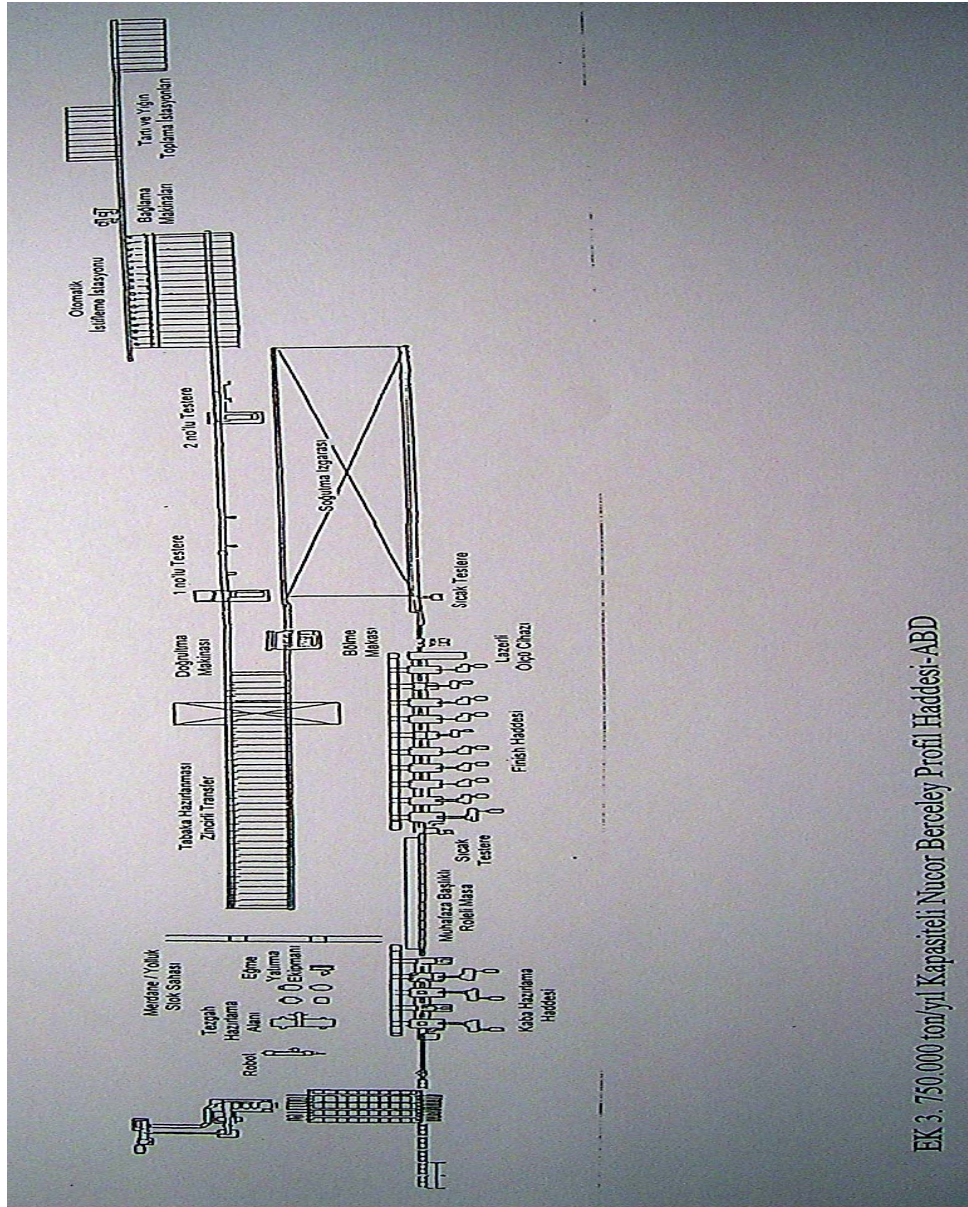 Otomatik
İstifleme İstasyonu
Bağlama
Makinaları
Tartı ve Yığın
Toplama İstasyonları
Merdane / Yolluk
Stok Sahası
Tabaka Hazırlanması
Zincirli Transfer
Doğrultma
Makinası
1 no'lu Testere
2 no'lu Testere
Robot
Tezgah
Hazırlama
Alanı
Eğme
Yatırma
Ekipmanı
Bölme
Makası
Soğutma Izgarası
Kaba Hazırlama
Haddesi
Muhafaza Başlıklı
Roleli Masa
Sıcak
Testere
Finish Haddesi
Lazerli
Ölçü Cihazı
Sıcak Testere
EK 3. 750.000 ton/yıl Kapasiteli Nucor Berceley Profil Haddesi-ABD